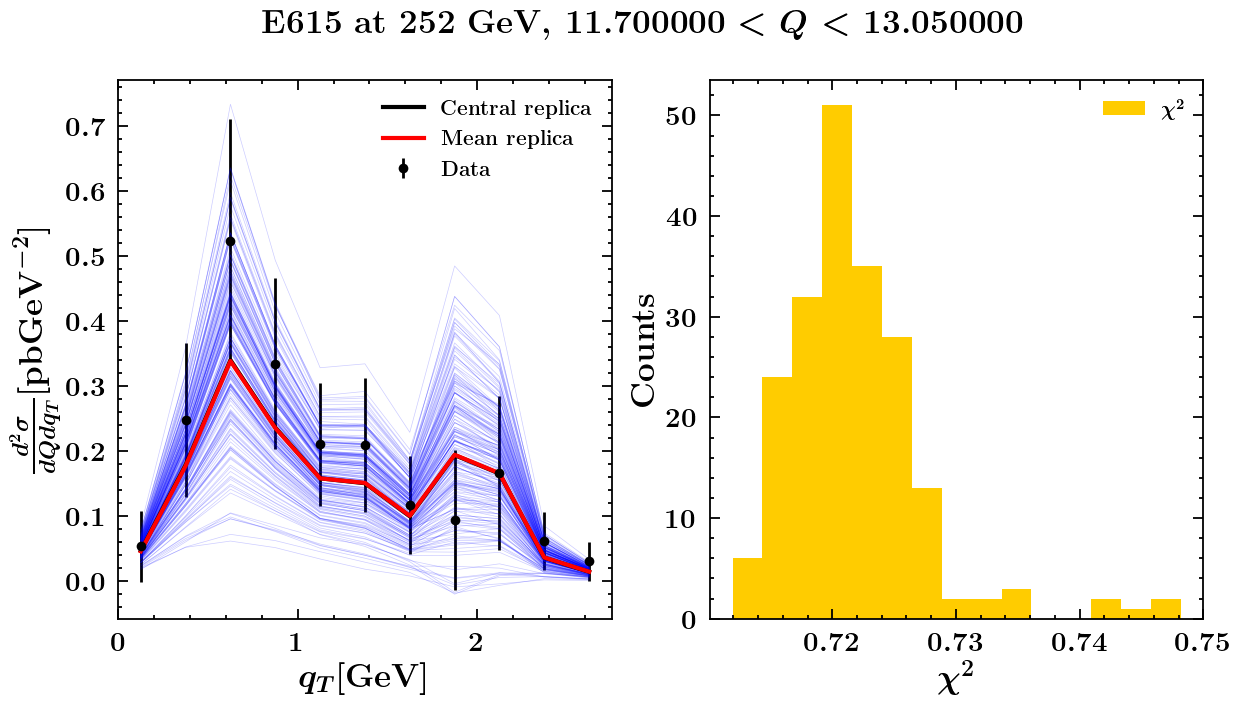 E615 at 252 GeV, 11.700000 < Q < 13.050000
d²σ/dQdq_T [pbGeV⁻²]
0.7
0.6
0.5
0.4
0.3
0.2
0.1
0.0
Central replica
Mean replica
Data
0 1 2
q_T[GeV]
Counts
50
40
30
20
10
0
χ²
0.72 0.73 0.74 0.75
χ²